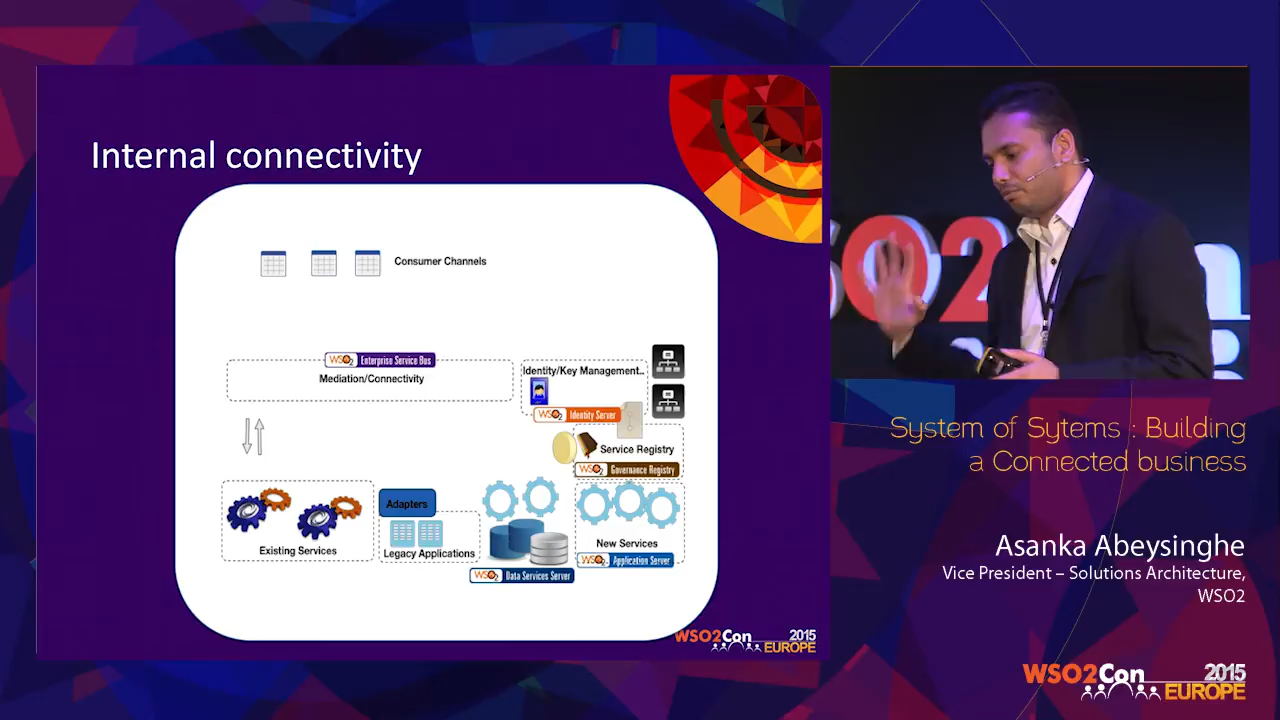 Internal connectivity
Consumer Channels
WSO2 Enterprise Service Bus
Mediation/Connectivity
Identity/Key Management..
WSO2 Identity Server
Service Registry
WSO2 Governance Registry
Adapters
Existing Services
Legacy Applications
New Services
WSO2 Application Server
WSO2 Data Services Server
WSO2Con 2015
EUROPE
SO2
System of Sytems : Building
a Connected business
Asanka Abeysinghe
Vice President – Solutions Architecture,
WSO2
WSO2Con 2015
EUROPE